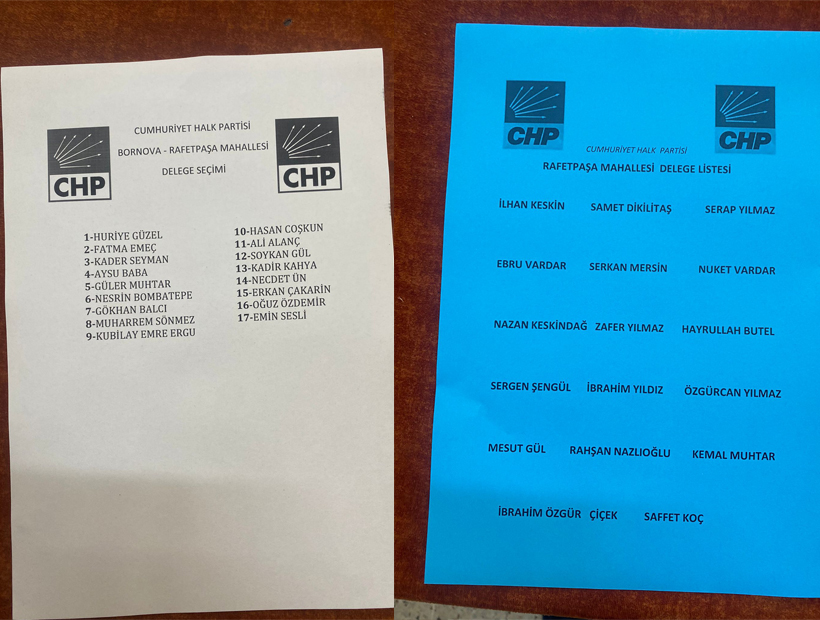 CHP
CUMHURİYET HALK PARTİSİ
BORNOVA - RAFETPAŞA MAHALLESİ
DELEGE SEÇİMİ
CHP
1-HURİYE GÜZEL
2-FATMA EMEÇ
3-KADER SEYMAN
4-AYSU BABA
5-GÜLER MUHTAR
6-NESRİN BOMBATEPE
7-GÖKHAN BALCI
8-MUHARREM SÖNMEZ
9-KUBİLAY EMRE ERGU
10-HASAN COŞKUN
11-ALİ ALANÇ
12-SOYKAN GÜL
13-KADİR KAHYA
14-NECDET ÜN
15-ERKAN ÇAKARİN
16-OĞUZ ÖZDEMİR
17-EMİN SESLİ
CHP
CHP
CUMHURİYET HALK PARTİSİ
RAFETPAŞA MAHALLESİ DELEGE LİSTESİ
İLHAN KESKİN SAMET DİKİLİTAŞ SERAP YILMAZ
EBRU VARDAR SERKAN MERSİN NUKET VARDAR
NAZAN KESKİNDAĞ ZAFER YILMAZ HAYRULLAH BUTEL
SERGEN ŞENGÜL İBRAHİM YILDIZ ÖZGÜRCAN YILMAZ
MESUT GÜL RAHŞAN NAZLIOĞLU KEMAL MUHTAR
İBRAHİM ÖZGÜR ÇİÇEK SAFFET KOÇ